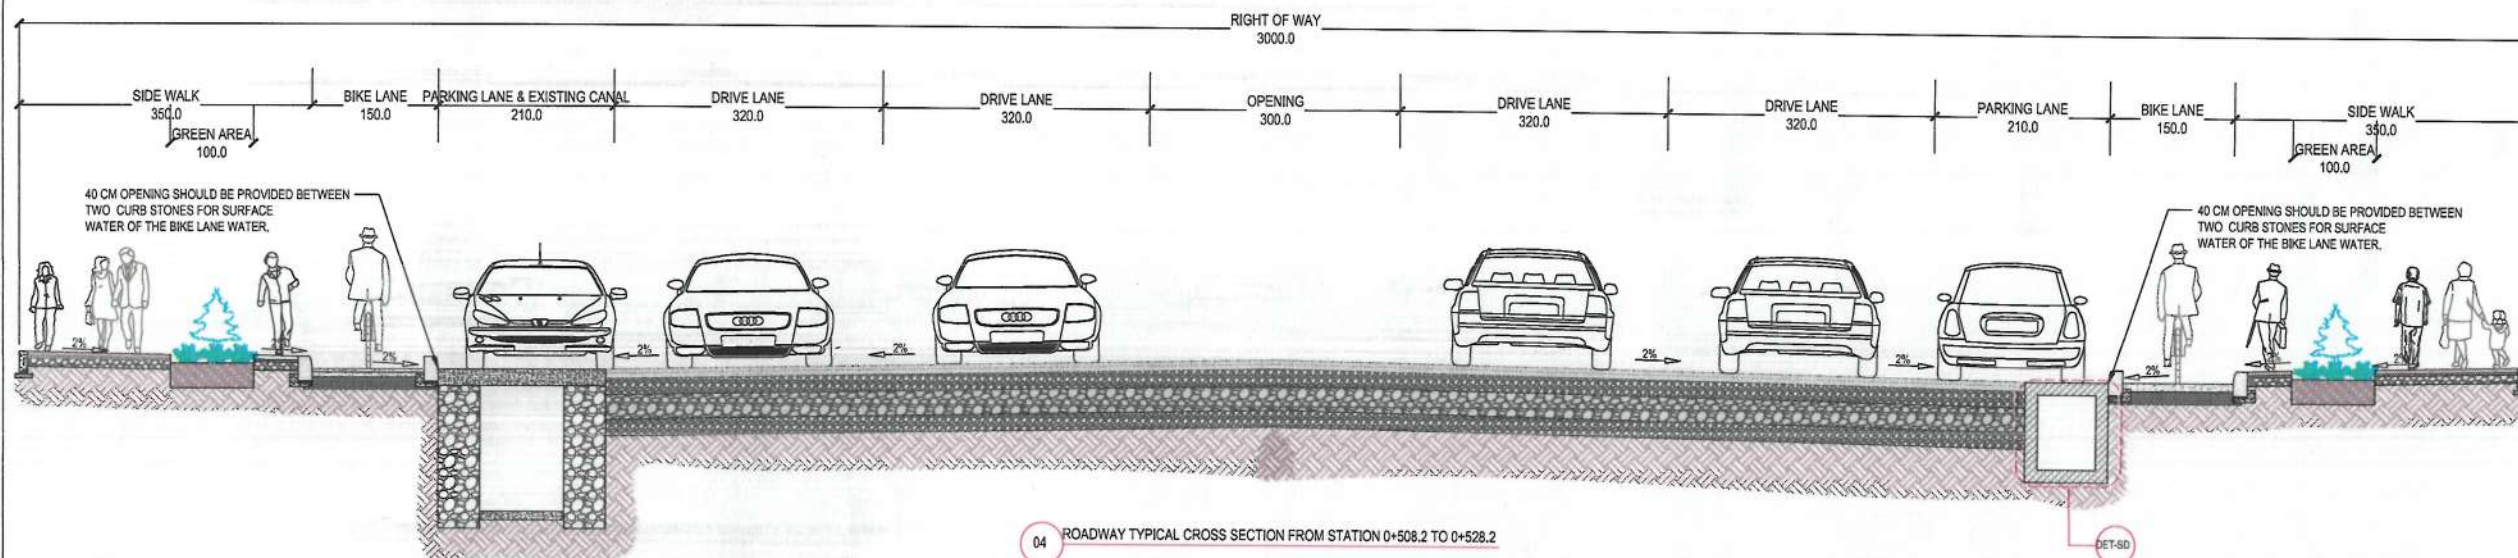 RIGHT OF WAY
3000.0
SIDE WALK
350.0
GREEN AREA
100.0
BIKE LANE
150.0
PARKING LANE & EXISTING CANAL
210.0
DRIVE LANE
320.0
DRIVE LANE
320.0
OPENING
300.0
DRIVE LANE
320.0
DRIVE LANE
320.0
PARKING LANE
210.0
BIKE LANE
150.0
SIDE WALK
350.0
GREEN AREA
100.0
40 CM OPENING SHOULD BE PROVIDED BETWEEN
TWO CURB STONES FOR SURFACE
WATER OF THE BIKE LANE WATER.
40 CM OPENING SHOULD BE PROVIDED BETWEEN
TWO CURB STONES FOR SURFACE
WATER OF THE BIKE LANE WATER.
2%
2%
2%
2%
2%
2%
2%
2%
04
ROADWAY TYPICAL CROSS SECTION FROM STATION 0+508.2 TO 0+528.2
DET-SD